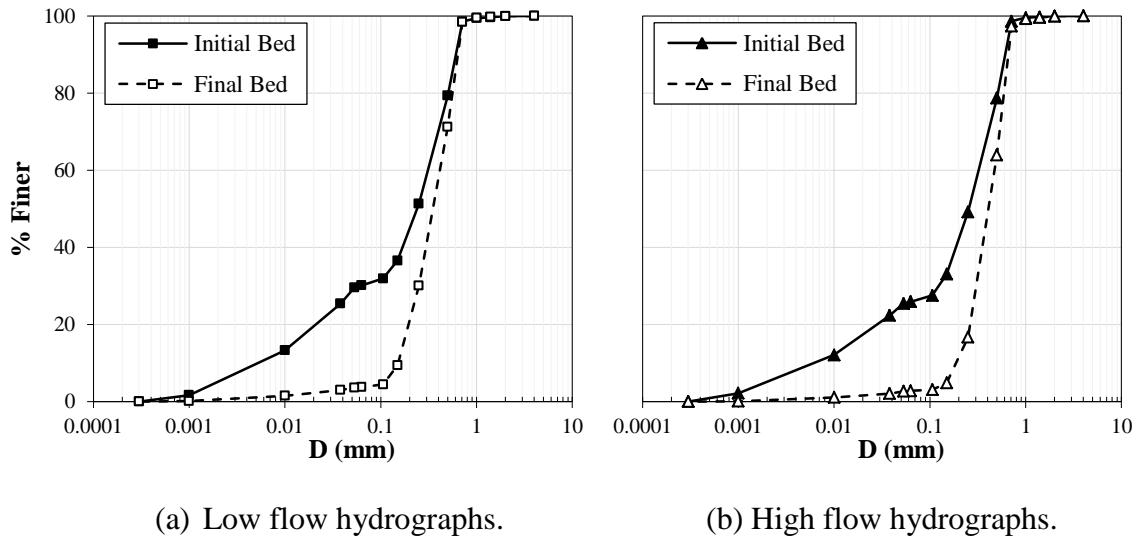 100
80
60
40
20
0
% Finer
Initial Bed
Final Bed
0.0001 0.001 0.01 0.1 1 10
D (mm)
Initial Bed
Final Bed
0.0001 0.001 0.01 0.1 1 10
D (mm)
(a) Low flow hydrographs.
(b) High flow hydrographs.